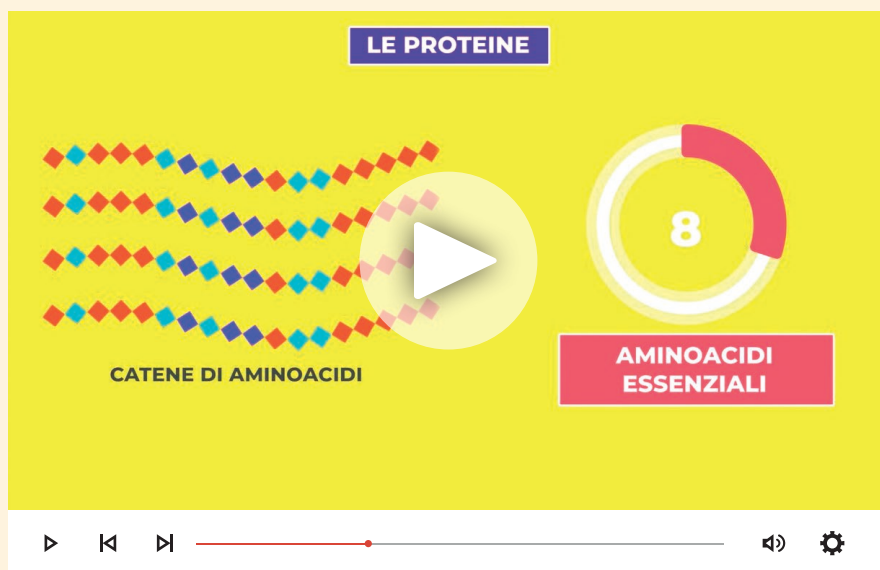 LE PROTEINE
8
CATENE DI AMINOACIDI
AMINOACIDI
ESSENZIALI